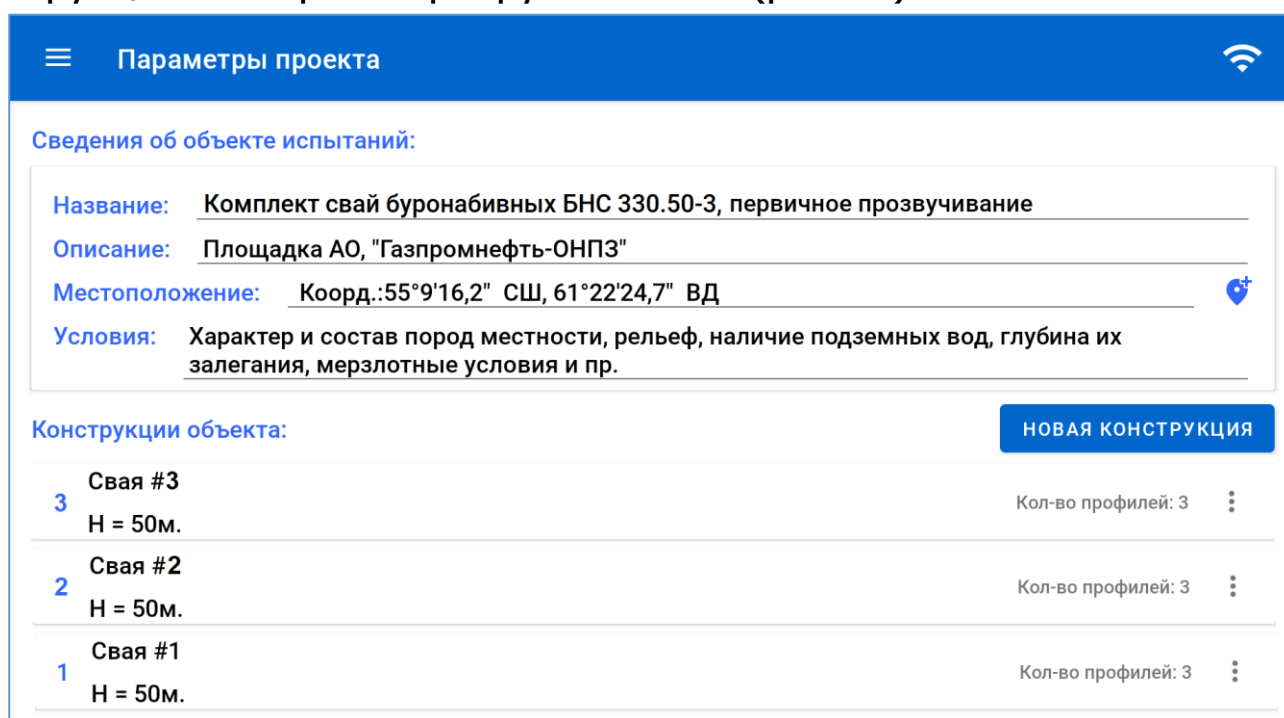 Параметры проекта
Сведения об объекте испытаний:
Название: Комплект свай буронабивных БНС 330.50-3, первичное прозвучивание
Описание: Площадка АО, "Газпромнефть-ОНПЗ"
Местоположение: Коорд.:55°9'16,2" СШ, 61°22'24,7" ВД
Условия: Характер и состав пород местности, рельеф, наличие подземных вод, глубина их
залегания, мерзлотные условия и пр.
Конструкции объекта: НОВАЯ КОНСТРУКЦИЯ
Свая #3
3 Кол-во профилей: 3
H = 50м.
Свая #2
2 Кол-во профилей: 3
H = 50м.
Свая #1
1 Кол-во профилей: 3
H = 50м.